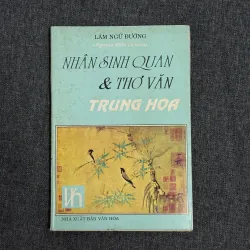 LÂM NGỮ ĐƯỜNG
NHÂN SINH QUAN
& THƠ VĂN
TRUNG HOA
VH
NHÀ XUẤT BẢN VĂN HÓA